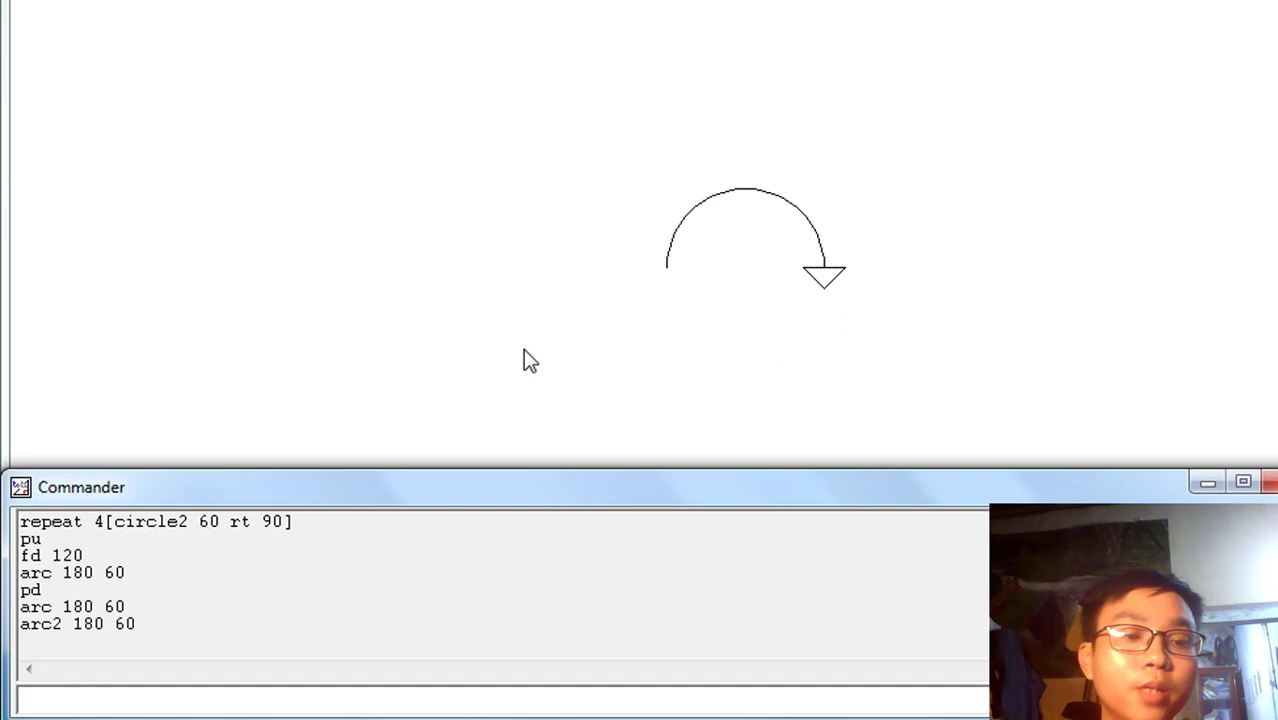 Commander
repeat 4[circle2 60 rt 90]
pu
fd 120
arc 180 60
pd
arc 180 60
arc2 180 60